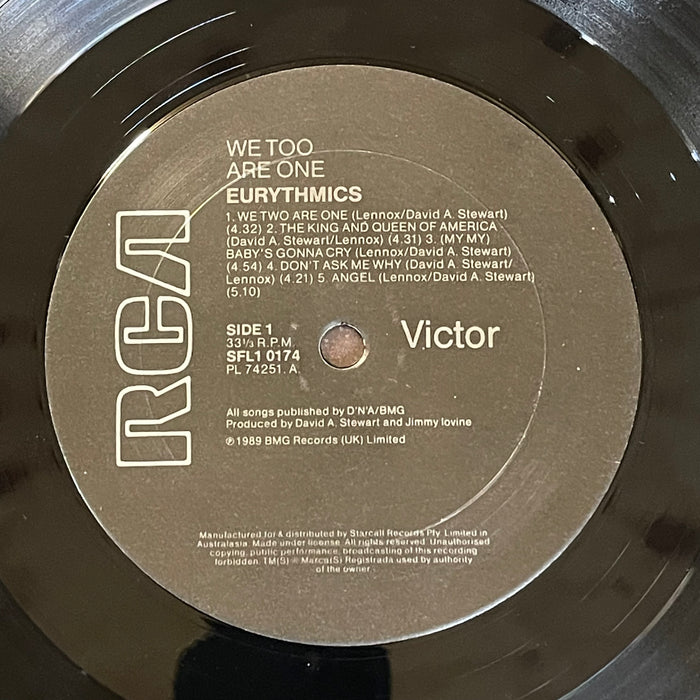 WE TOO
ARE ONE
EURYTHMICS
1. WE TWO ARE ONE (Lennox/David A. Stewart)
(4.32) 2. THE KING AND QUEEN OF AMERICA
(David A. Stewart/Lennox) (4.31) 3. (MY MY)
BABY'S GONNA CRY (Lennox/David A. Stewart)
(4.54) 4. DON'T ASK ME WHY (David A. Stewart/
Lennox) (4.21) 5. ANGEL (Lennox/David A. Stewart)
(5.10)
RCA
SIDE 1
33⅓ R.P.M.
SFL1 0174
PL 74251. A.
Victor
All songs published by D'N'A/BMG
Produced by David A. Stewart and Jimmy Iovine
℗ 1989 BMG Records (UK) Limited
Manufactured for & distributed by Starcall Records Pty. Limited in
Australasia. Made under license. All rights reserved. Unauthorised
copying, public performance, broadcasting of this recording
forbidden. TM(S) ® Marca(S) Registrada used by authority
of the owner.